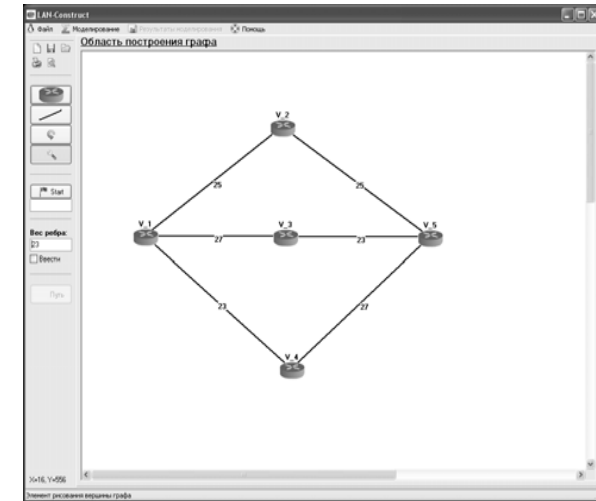 LAN-Construct
Файл Моделирование Результаты моделирования Помощь
Область построения графа
V_2
25
25
Start
V_1
V_3
V_5
27
23
Вес ребра:
23
Ввести
Путь
23
27
V_4
X=16, Y=556
Элемент рисования вершины графа